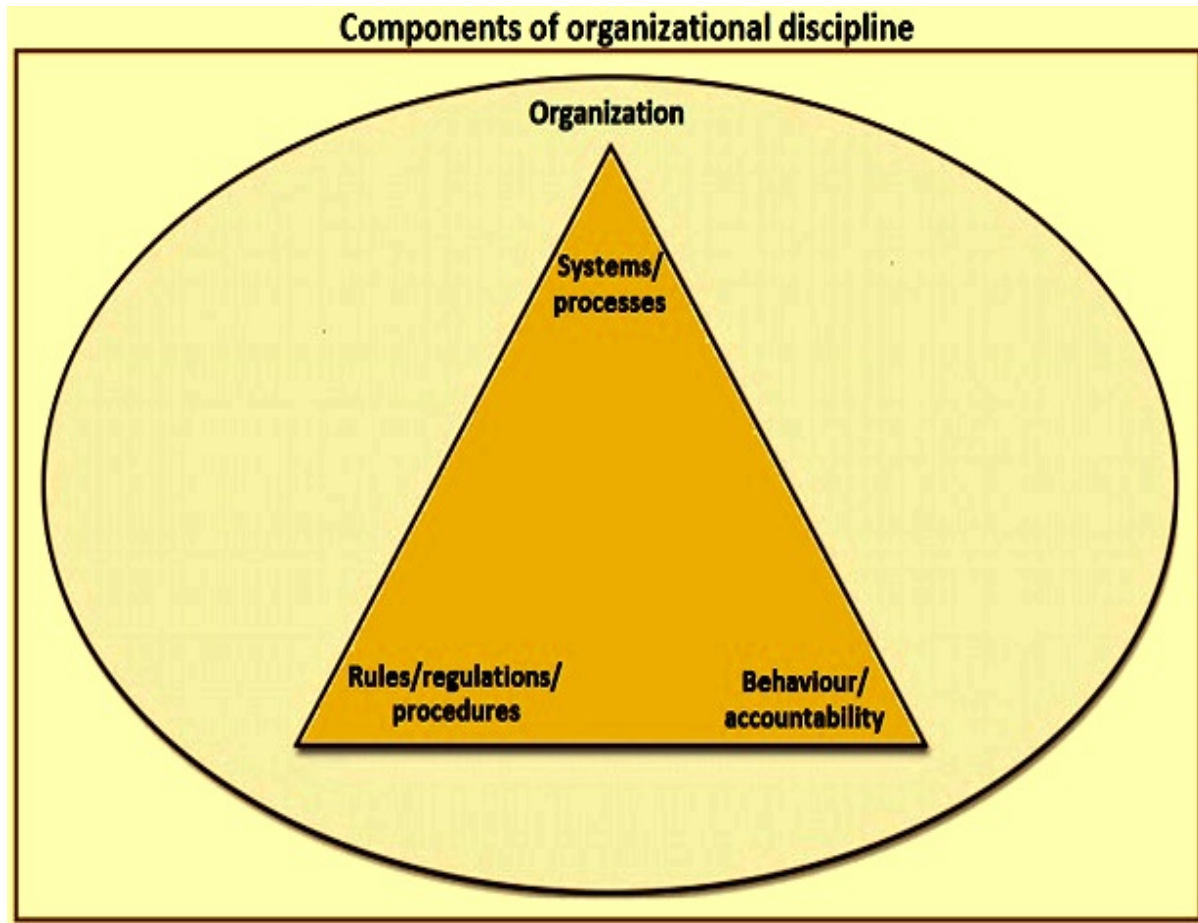 Components of organizational discipline
Organization
Systems/
processes
Rules/regulations/
procedures
Behaviour/
accountability